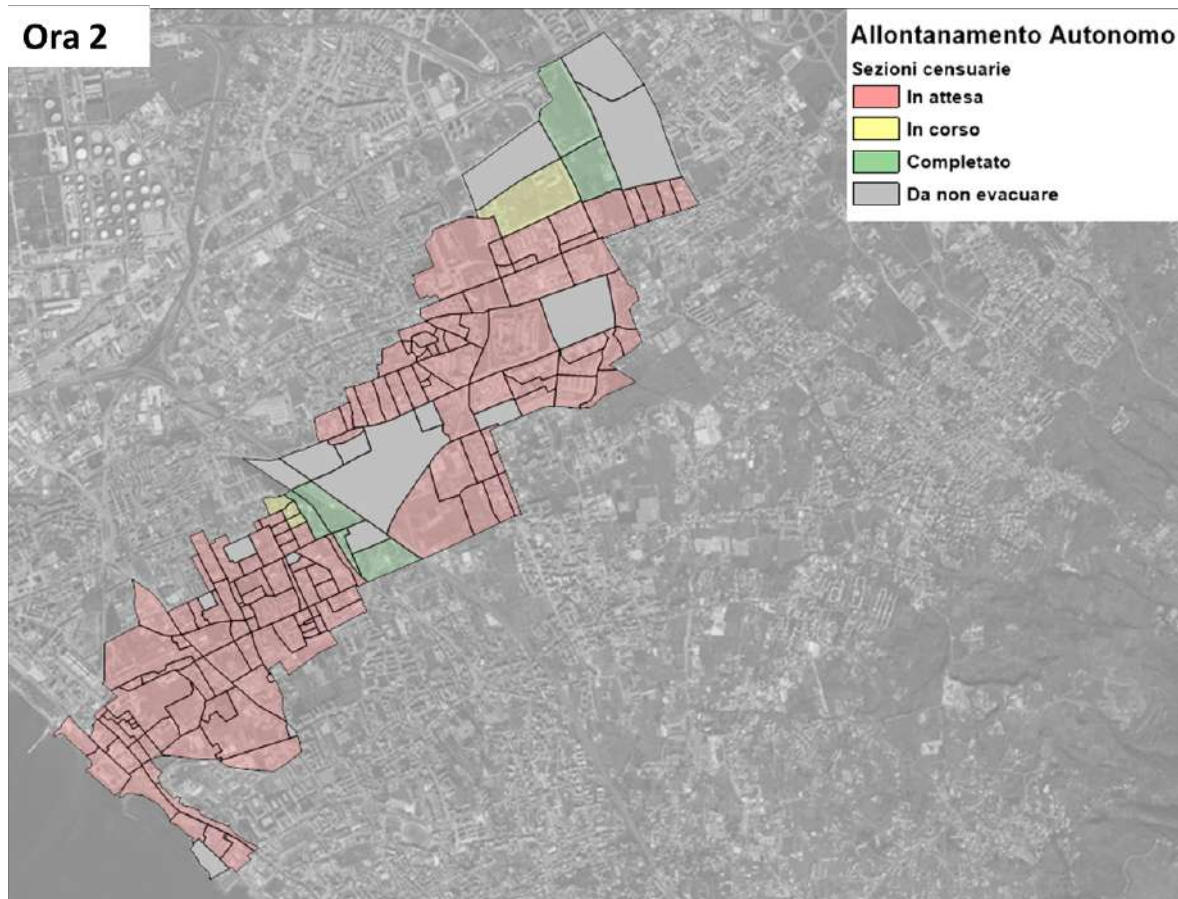 Ora 2
Allontanamento Autonomo
Sezioni censuarie
In attesa
In corso
Completato
Da non evacuare